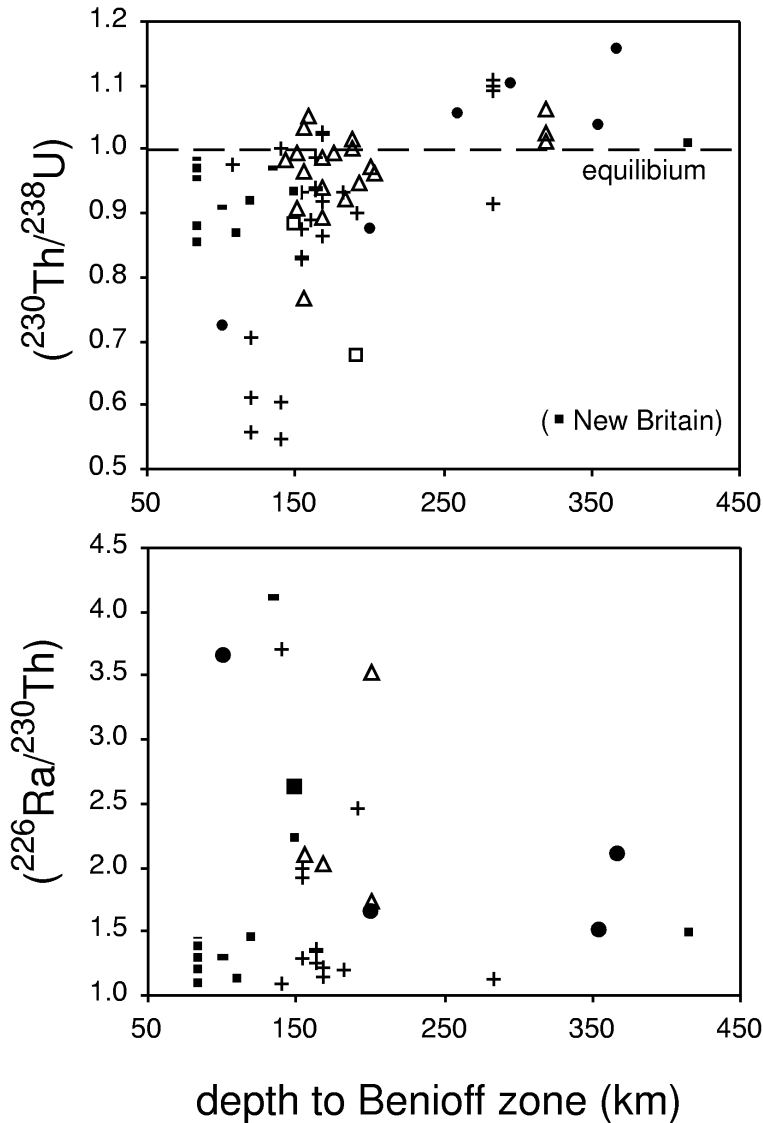 1.2
1.1
1.0
0.9
0.8
0.7
0.6
0.5
(²³⁰Th/²³⁸U)
equilibium
( ▪ New Britain)
50 150 250 350 450
4.5
4.0
3.5
3.0
2.5
2.0
1.5
1.0
(²²⁶Ra/²³⁰Th)
50 150 250 350 450
depth to Benioff zone (km)